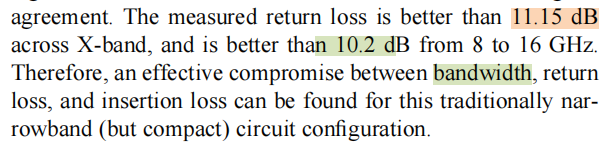 agreement. The measured return loss is better than 11.15 dB
across X-band, and is better than 10.2 dB from 8 to 16 GHz.
Therefore, an effective compromise between bandwidth, return
loss, and insertion loss can be found for this traditionally nar-
rowband (but compact) circuit configuration.